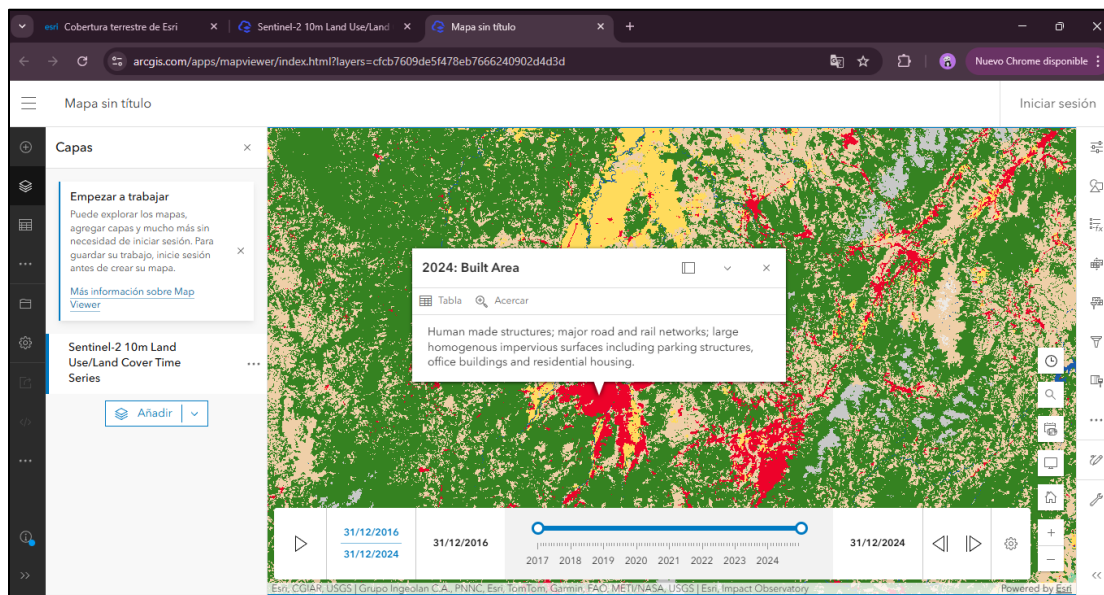 esri Cobertura terrestre de Esri
Sentinel-2 10m Land Use/Land
Mapa sin título
arcgis.com/apps/mapviewer/index.html?layers=cfcb7609de5f478eb7666240902d4d3d
Nuevo Chrome disponible
Mapa sin título
Iniciar sesión
Capas
Empezar a trabajar
Puede explorar los mapas,
agregar capas y mucho más sin
necesidad de iniciar sesión. Para
guardar su trabajo, inicie sesión
antes de crear su mapa.
Más información sobre Map
Viewer
Sentinel-2 10m Land
Use/Land Cover Time
Series
Añadir
2024: Built Area
Tabla
Acercar
Human made structures; major road and rail networks; large
homogenous impervious surfaces including parking structures,
office buildings and residential housing.
31/12/2016
31/12/2024
31/12/2016
2017 2018 2019 2020 2021 2022 2023 2024
31/12/2024
Esri, CGIAR, USGS | Grupo Ingeolan C.A., PNNC, Esri, TomTom, Garmin, FAO, METI/NASA, USGS | Esri, Impact Observatory
Powered by Esri